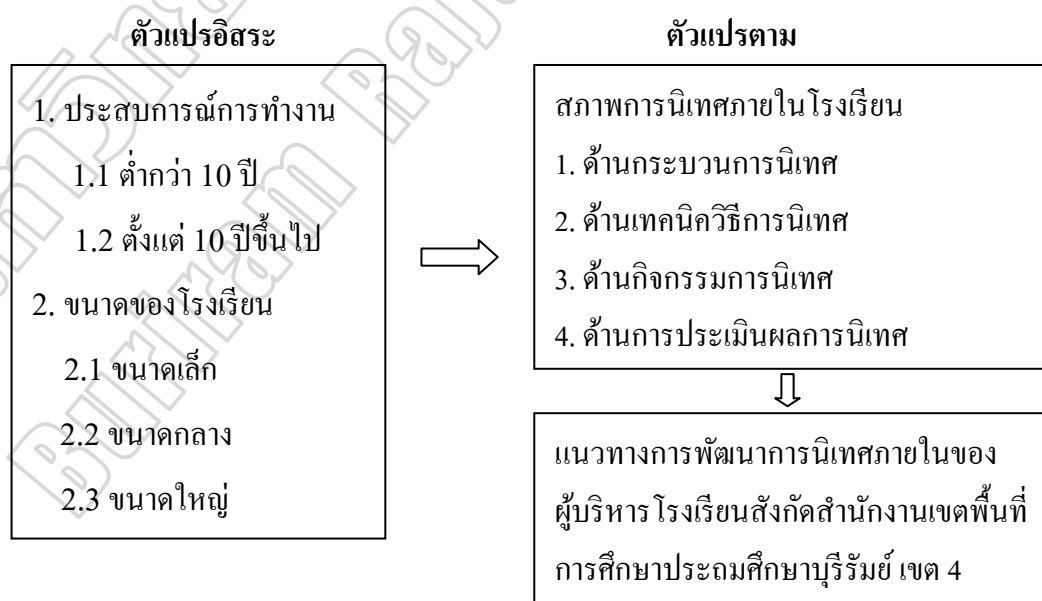 ตัวแปรอิสระ
1. ประสบการณ์การทำงาน
1.1 ต่ำกว่า 10 ปี
1.2 ตั้งแต่ 10 ปีขึ้นไป
2. ขนาดของโรงเรียน
2.1 ขนาดเล็ก
2.2 ขนาดกลาง
2.3 ขนาดใหญ่
ตัวแปรตาม
สภาพการนิเทศภายในโรงเรียน
1. ด้านกระบวนการนิเทศ
2. ด้านเทคนิควิธีการนิเทศ
3. ด้านกิจกรรมการนิเทศ
4. ด้านการประเมินผลการนิเทศ
แนวทางการพัฒนาการนิเทศภายในของ
ผู้บริหารโรงเรียนสังกัดสำนักงานเขตพื้นที่
การศึกษาประถมศึกษาบุรีรัมย์ เขต 4
Buriram